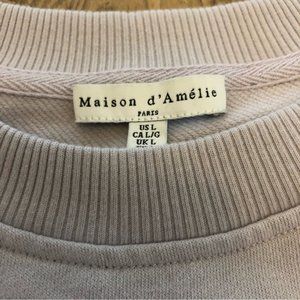 Maison d'Amélie
PARIS
US L
CA L/G
UK L